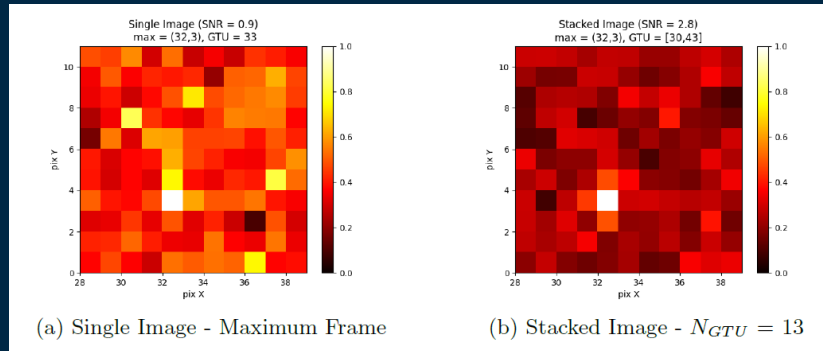 Single Image (SNR = 0.9)
max = (32,3), GTU = 33
pix Y
10
8
6
4
2
0
28 30 32 34 36 38
pix X
1.0
0.8
0.6
0.4
0.2
0.0
(a) Single Image - Maximum Frame
Stacked Image (SNR = 2.8)
max = (32,3), GTU = [30,43]
pix Y
10
8
6
4
2
0
28 30 32 34 36 38
pix X
1.0
0.8
0.6
0.4
0.2
0.0
(b) Stacked Image - N_{GTU} = 13